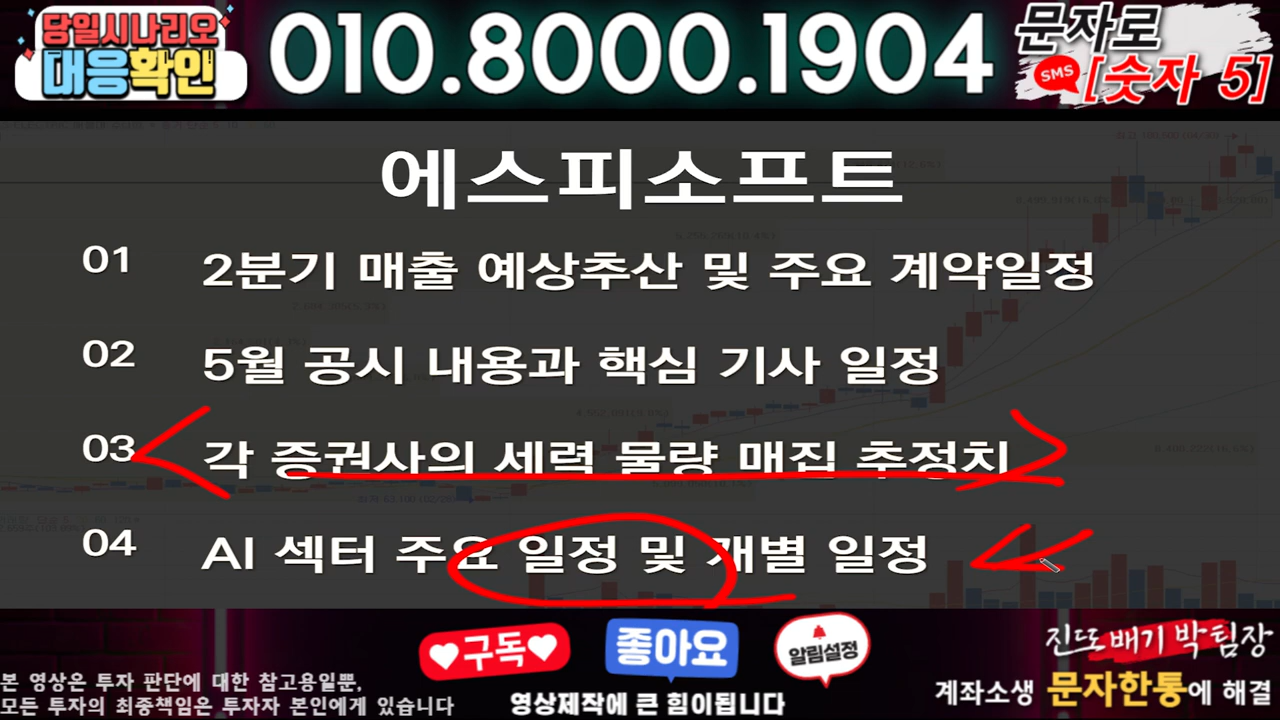 당일시나리오
대응확인
010.8000.1904
문자로
SMS [숫자 5]
에스피소프트
01 2분기 매출 예상추산 및 주요 계약일정
02 5월 공시 내용과 핵심 기사 일정
03 각 증권사의 세력 물량 매집 추정치
04 AI 섹터 주요 일정 및 개별 일정
구독
좋아요
알림설정
영상제작에 큰 힘이됩니다
본 영상은 투자 판단에 대한 참고용일뿐,
모든 투자의 최종책임은 투자자 본인에게 있습니다
진또배기 박팀장
계좌소생 문자한통에 해결